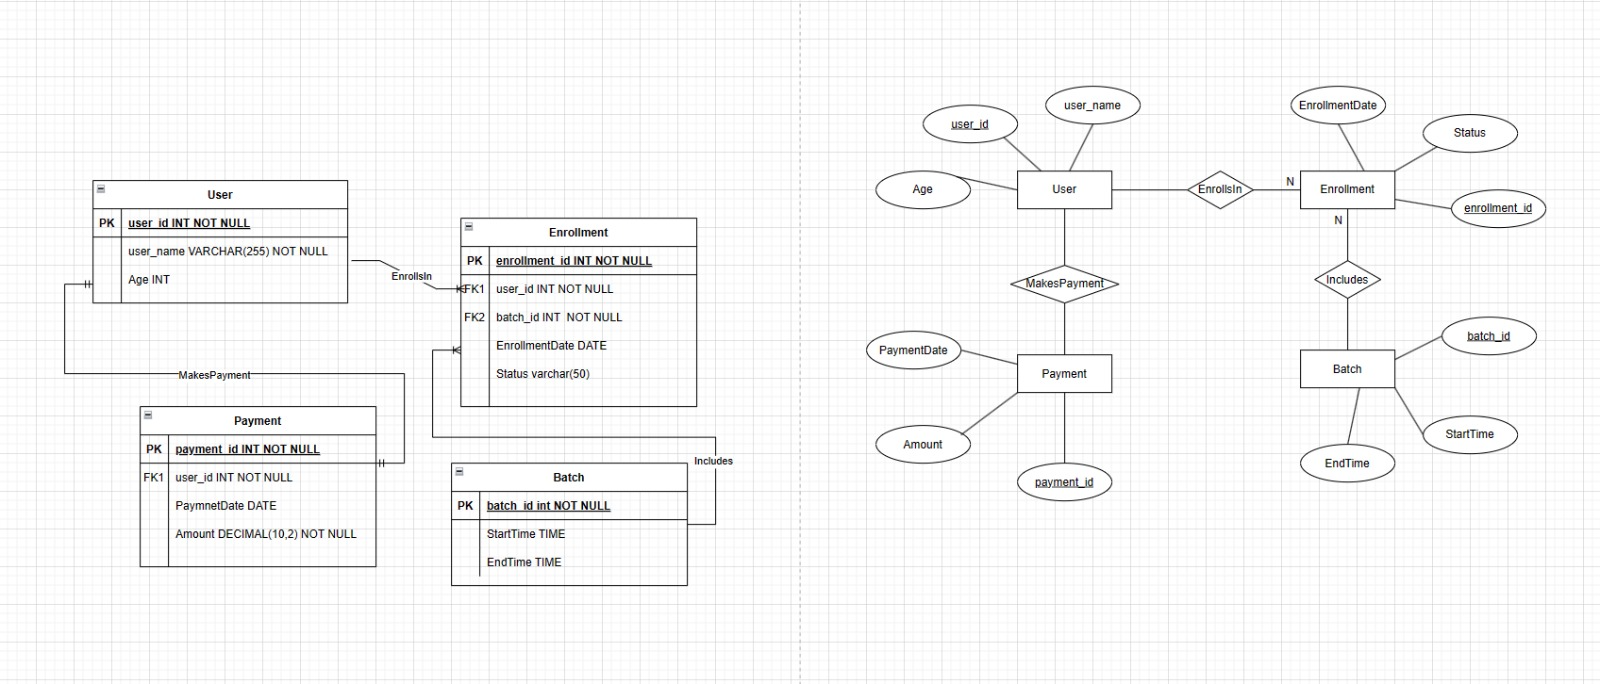 User
PK user_id INT NOT NULL
user_name VARCHAR(255) NOT NULL
Age INT
EnrollsIn
MakesPayment
Enrollment
PK enrollment_id INT NOT NULL
FK1 user_id INT NOT NULL
FK2 batch_id INT NOT NULL
EnrollmentDate DATE
Status varchar(50)
Payment
PK payment_id INT NOT NULL
FK1 user_id INT NOT NULL
PaymnetDate DATE
Amount DECIMAL(10,2) NOT NULL
Includes
Batch
PK batch_id int NOT NULL
StartTime TIME
EndTime TIME
user_id
user_name
Age
User
EnrollsIn
N
Enrollment
EnrollmentDate
Status
enrollment_id
N
MakesPayment
Includes
PaymentDate
Payment
Amount
payment_id
Batch
batch_id
StartTime
EndTime